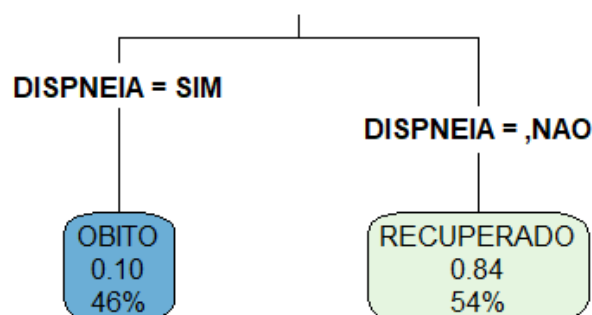 DISPNEIA = SIM
DISPNEIA = ,NAO
OBITO
0.10
46%
RECUPERADO
0.84
54%